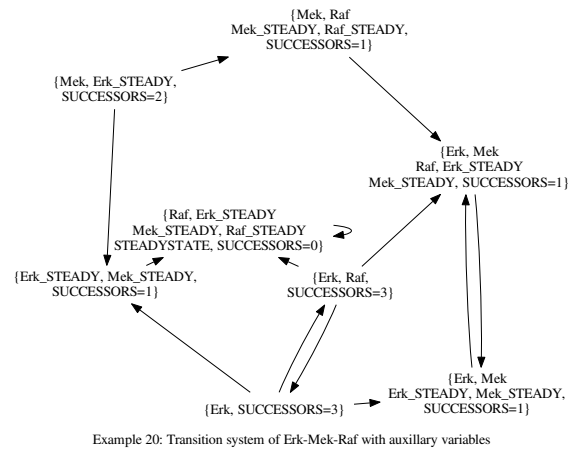 {Mek, Raf
Mek_STEADY, Raf_STEADY,
SUCCESSORS=1}
{Mek, Erk_STEADY,
SUCCESSORS=2}
{Erk, Mek
Raf, Erk_STEADY
Mek_STEADY, SUCCESSORS=1}
{Raf, Erk_STEADY
Mek_STEADY, Raf_STEADY
STEADYSTATE, SUCCESSORS=0}
{Erk_STEADY, Mek_STEADY,
SUCCESSORS=1}
{Erk, Raf,
SUCCESSORS=3}
{Erk, Mek
Erk_STEADY, Mek_STEADY,
SUCCESSORS=1}
{Erk, SUCCESSORS=3}
Example 20: Transition system of Erk-Mek-Raf with auxillary variables